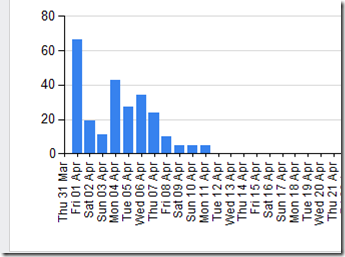 80
60
40
20
0
Thu 31 Mar
Fri 01 Apr
Sat 02 Apr
Sun 03 Apr
Mon 04 Apr
Tue 05 Apr
Wed 06 Apr
Thu 07 Apr
Fri 08 Apr
Sat 09 Apr
Sun 10 Apr
Mon 11 Apr
Tue 12 Apr
Wed 13 Apr
Thu 14 Apr
Fri 15 Apr
Sat 16 Apr
Sun 17 Apr
Mon 18 Apr
Tue 19 Apr
Wed 20 Apr
Thu 21 Apr